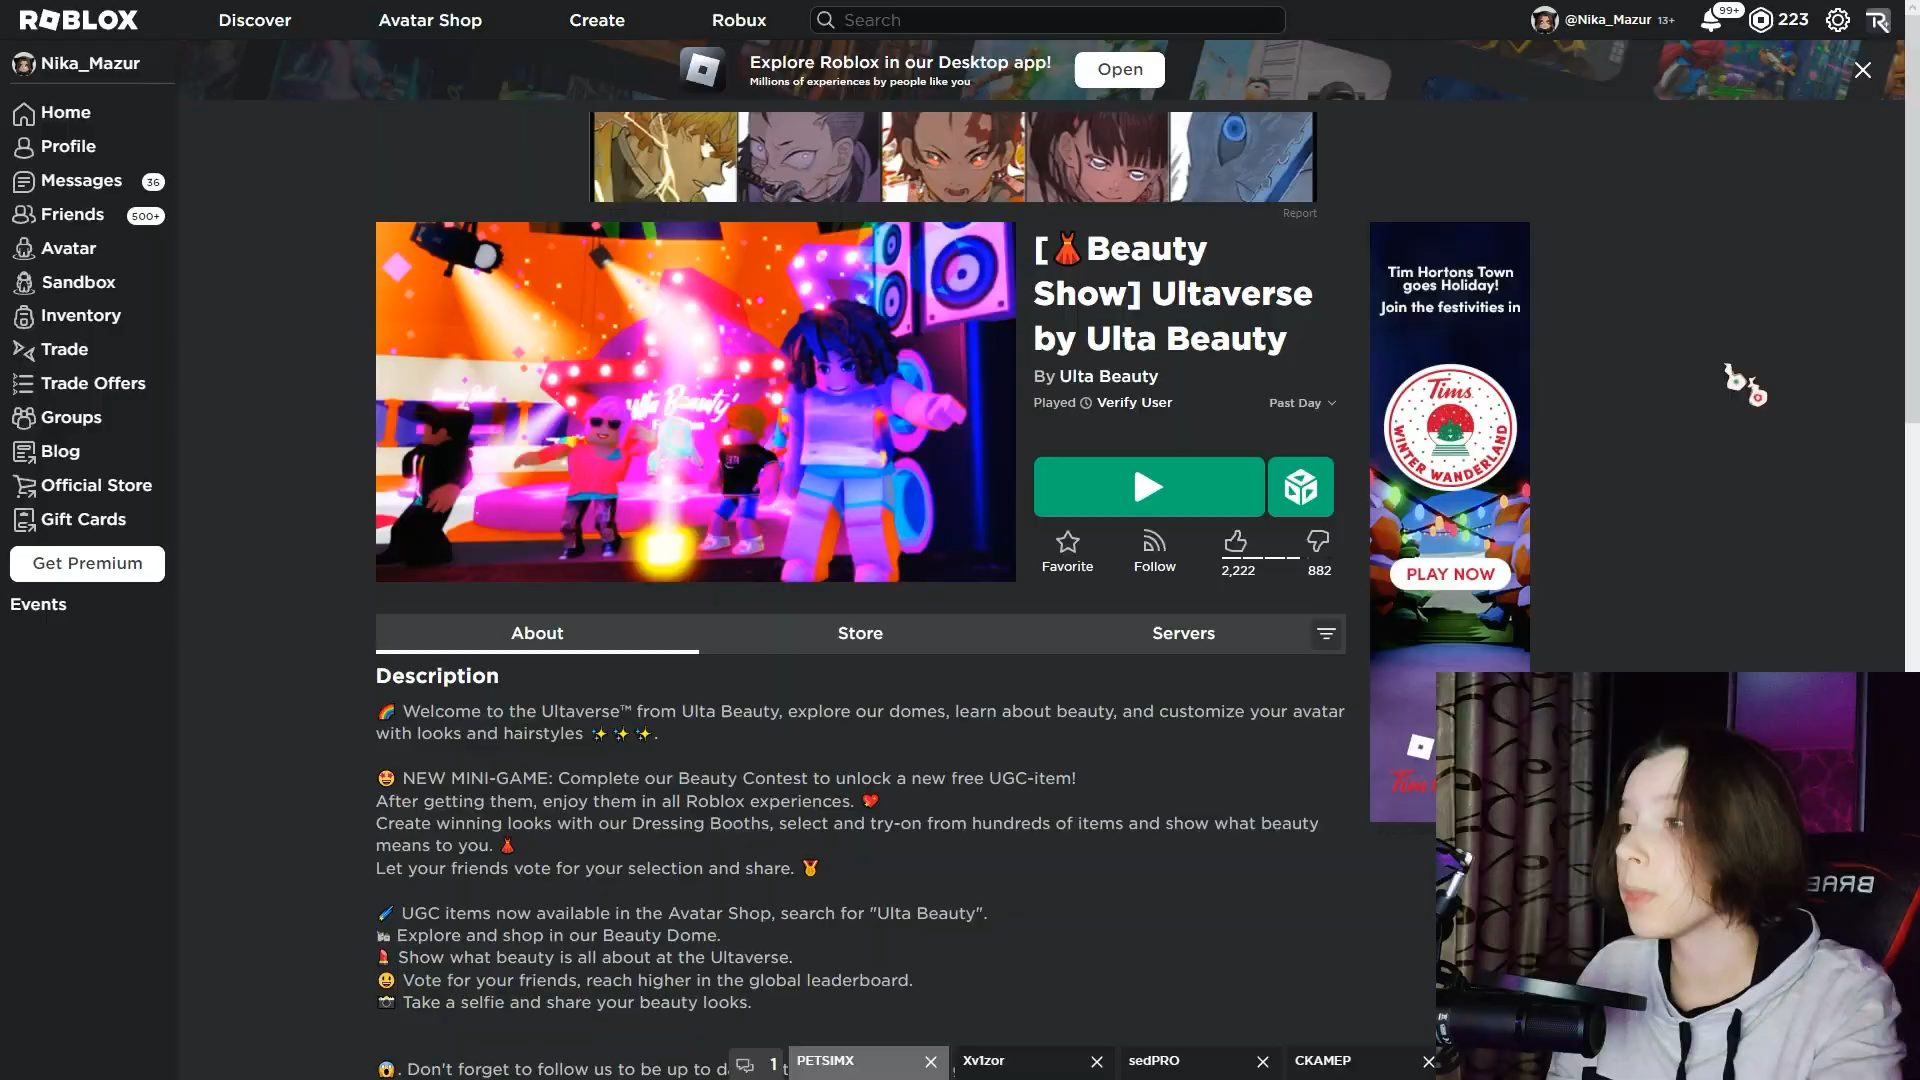 ROBLOX
Discover
Avatar Shop
Create
Robux
Search
@Nika_Mazur 13+
99+
223
Nika_Mazur
Explore Roblox in our Desktop app!
Millions of experiences by people like you
Open
Home
Profile
Messages 36
Friends 500+
Avatar
Sandbox
Inventory
Trade
Trade Offers
Groups
Blog
Official Store
Gift Cards
Get Premium
Events
Report
Ulta Beauty
[👗Beauty
Show] Ultaverse
by Ulta Beauty
By Ulta Beauty
Played Verify User
Past Day
Favorite
Follow
2,222
882
Tim Hortons Town
goes Holiday!
Join the festivities in
Tims
WINTER WANDERLAND
PLAY NOW
About
Store
Servers
Description
🌈 Welcome to the Ultaverse™ from Ulta Beauty, explore our domes, learn about beauty, and customize your avatar
with looks and hairstyles ✨ ✨ ✨.
🤩 NEW MINI-GAME: Complete our Beauty Contest to unlock a new free UGC-item!
After getting them, enjoy them in all Roblox experiences. 💖
Create winning looks with our Dressing Booths, select and try-on from hundreds of items and show what beauty
means to you. 👗
Let your friends vote for your selection and share. 🏅
UGC items now available in the Avatar Shop, search for "Ulta Beauty".
🛍 Explore and shop in our Beauty Dome.
💄 Show what beauty is all about at the Ultaverse.
😃 Vote for your friends, reach higher in the global leaderboard.
📷 Take a selfie and share your beauty looks.
😱. Don't forget to follow us to be up to d
1
PETSIMX
Xv1zor
sedPRO
CKAMEP